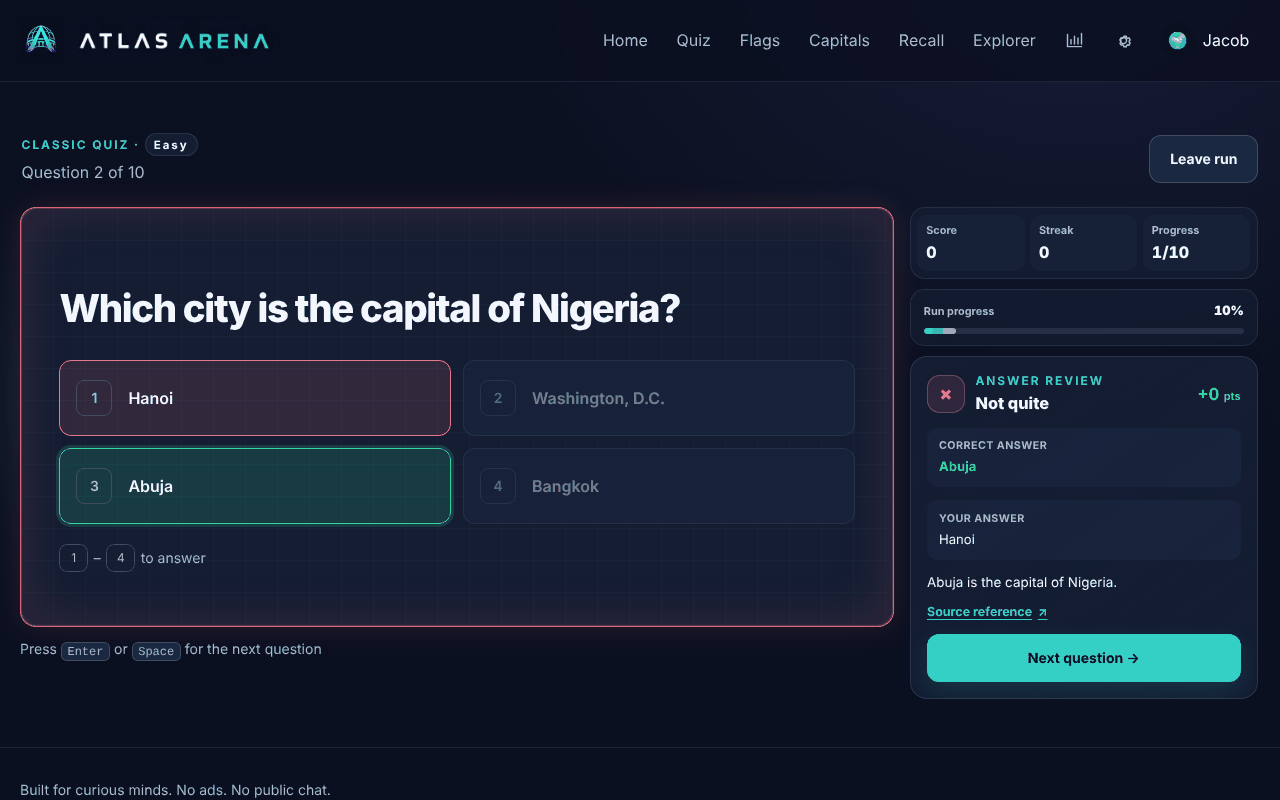 ATLAS ARENA
Home Quiz Flags Capitals Recall Explorer Jacob
CLASSIC QUIZ · Easy
Question 2 of 10
Leave run
Which city is the capital of Nigeria?
1 Hanoi
2 Washington, D.C.
3 Abuja
4 Bangkok
1 – 4 to answer
Press Enter or Space for the next question
Score Streak Progress
0 0 1/10
Run progress 10%
ANSWER REVIEW
Not quite
+0 pts
CORRECT ANSWER
Abuja
YOUR ANSWER
Hanoi
Abuja is the capital of Nigeria.
Source reference ↗
Next question →
Built for curious minds. No ads. No public chat.